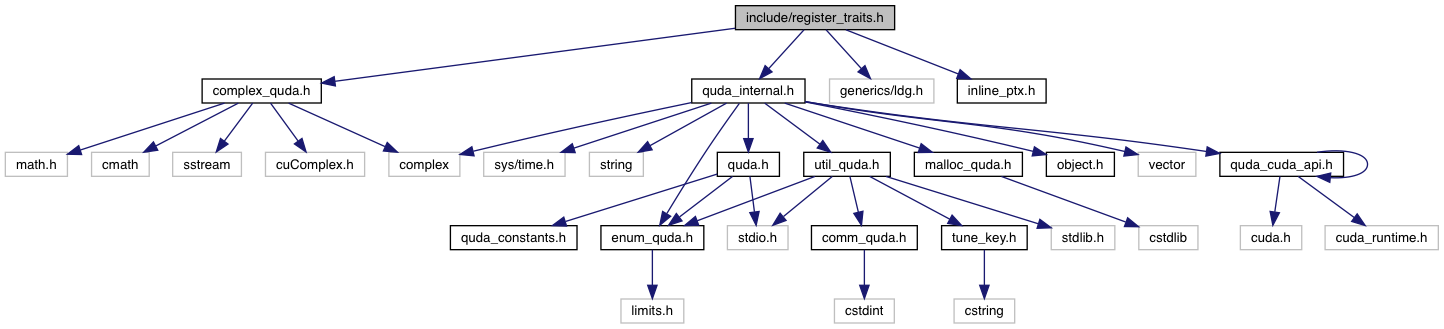 include/register_traits.h
complex_quda.h
quda_internal.h
generics/ldg.h
inline_ptx.h
math.h
cmath
sstream
cuComplex.h
complex
sys/time.h
string
quda.h
util_quda.h
malloc_quda.h
object.h
vector
quda_cuda_api.h
quda_constants.h
enum_quda.h
stdio.h
comm_quda.h
tune_key.h
stdlib.h
cstdlib
cuda.h
cuda_runtime.h
limits.h
cstdint
cstring